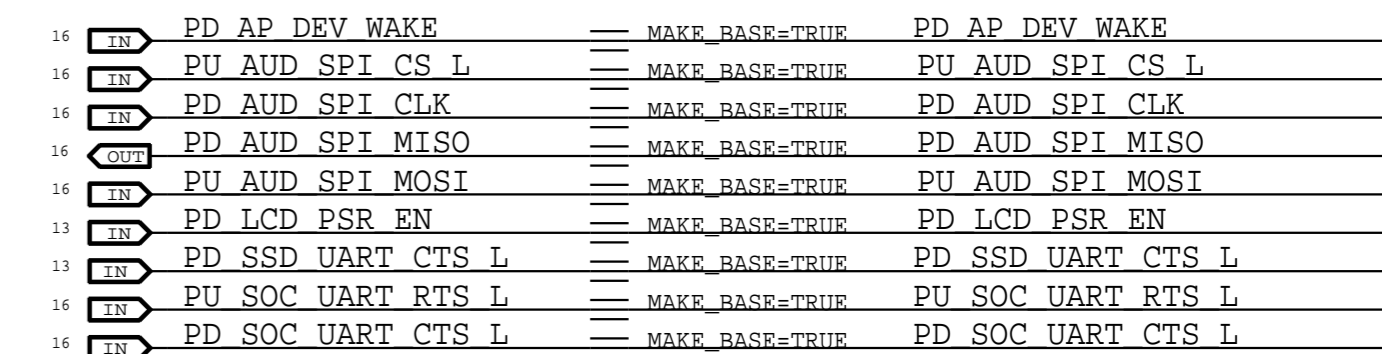 16 IN PD_AP_DEV_WAKE MAKE_BASE=TRUE PD_AP_DEV_WAKE
16 IN PU_AUD_SPI_CS_L MAKE_BASE=TRUE PU_AUD_SPI_CS_L
16 IN PD_AUD_SPI_CLK MAKE_BASE=TRUE PD_AUD_SPI_CLK
16 OUT PD_AUD_SPI_MISO MAKE_BASE=TRUE PD_AUD_SPI_MISO
16 IN PU_AUD_SPI_MOSI MAKE_BASE=TRUE PU_AUD_SPI_MOSI
13 IN PD_LCD_PSR_EN MAKE_BASE=TRUE PD_LCD_PSR_EN
13 IN PD_SSD_UART_CTS_L MAKE_BASE=TRUE PD_SSD_UART_CTS_L
16 IN PU_SOC_UART_RTS_L MAKE_BASE=TRUE PU_SOC_UART_RTS_L
16 IN PD_SOC_UART_CTS_L MAKE_BASE=TRUE PD_SOC_UART_CTS_L